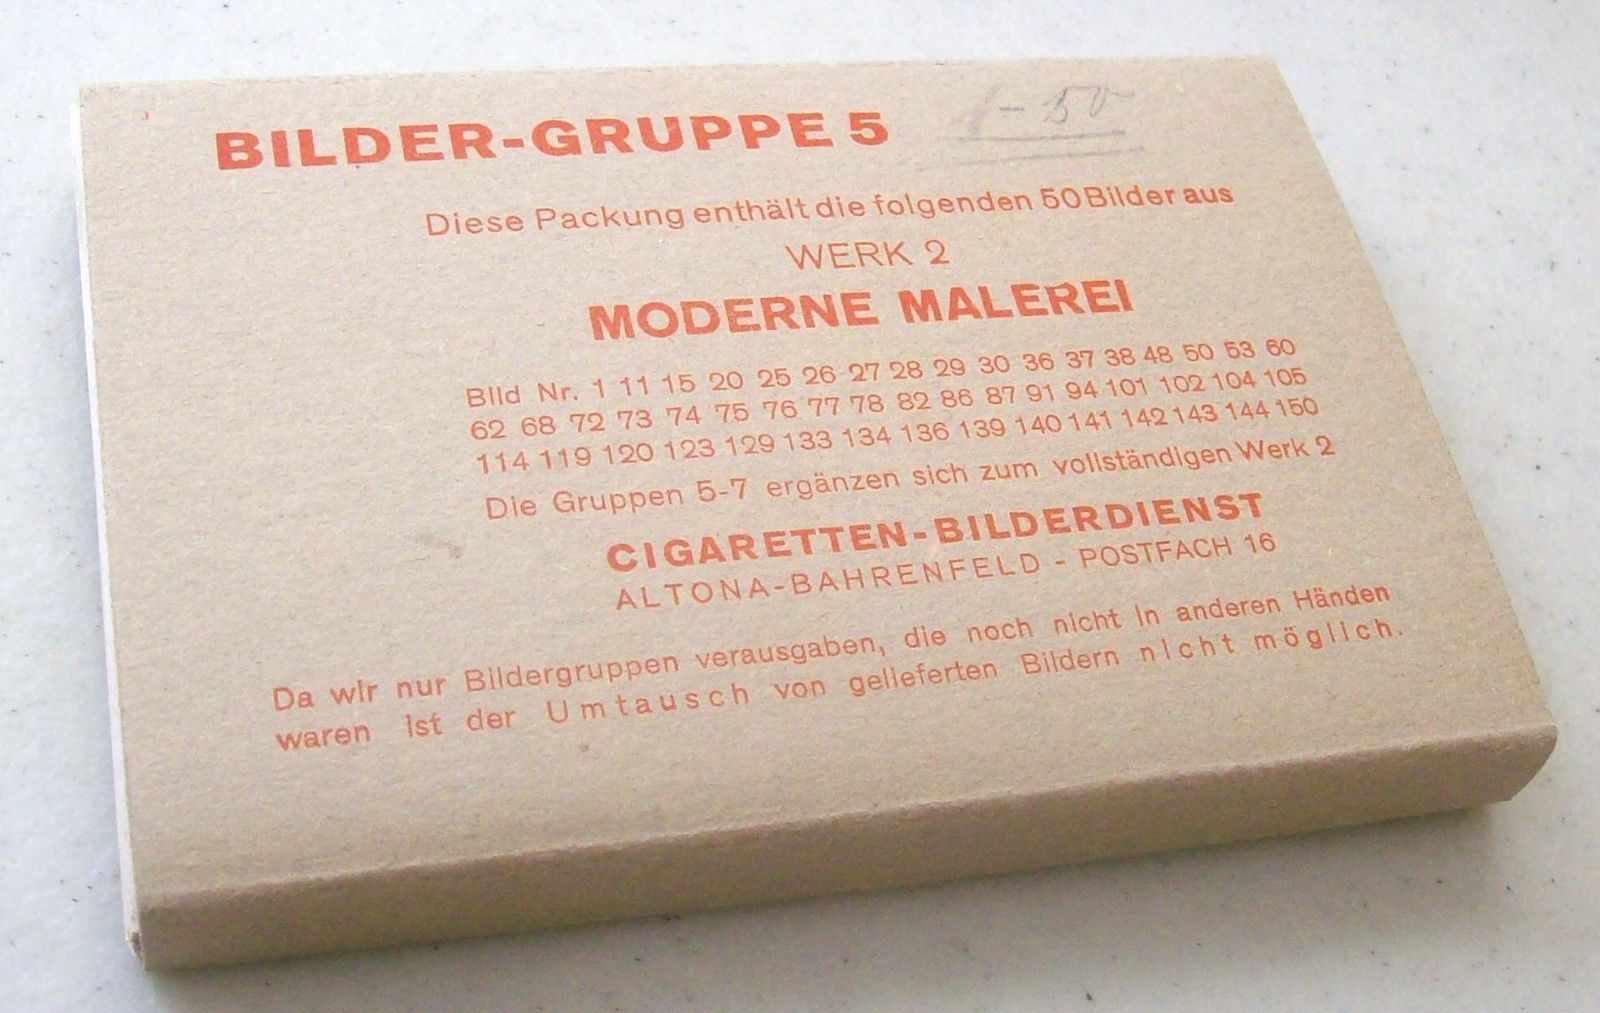 BILDER-GRUPPE 5 1-50
Diese Packung enthält die folgenden 50 Bilder aus
WERK 2
MODERNE MALEREI
Bild Nr. 1 11 15 20 25 26 27 28 29 30 36 37 38 48 50 53 60
62 68 72 73 74 75 76 77 78 82 86 87 91 94 101 102 104 105
114 119 120 123 129 133 134 136 139 140 141 142 143 144 150
Die Gruppen 5-7 ergänzen sich zum vollständigen Werk 2
CIGARETTEN-BILDERDIENST
ALTONA-BAHRENFELD - POSTFACH 16
Da wir nur Bildergruppen verausgaben, die noch nicht in anderen Händen
waren ist der Umtausch von gelieferten Bildern nicht möglich.